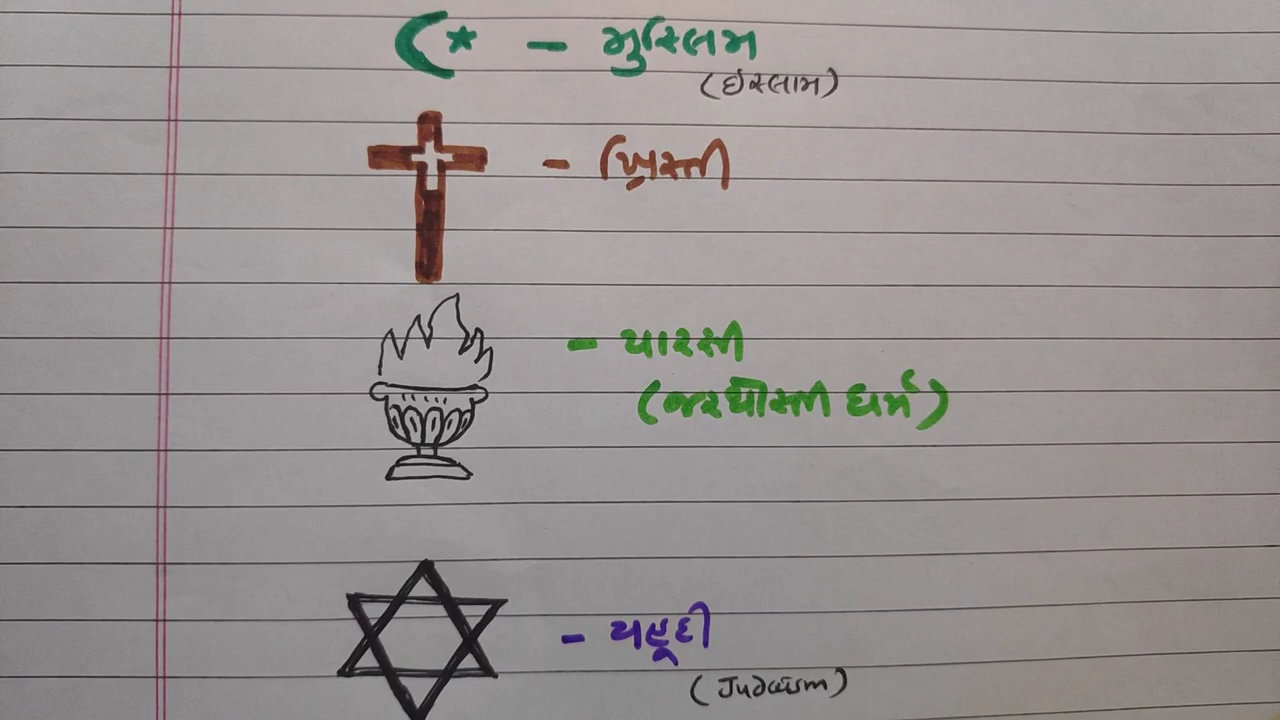 - મુસ્લિમ
(ઇસ્લામ)
- ખ્રિસ્તી
- પારસી
(જરથોસ્તી ધર્મ)
- યહૂદી
(Judaism)